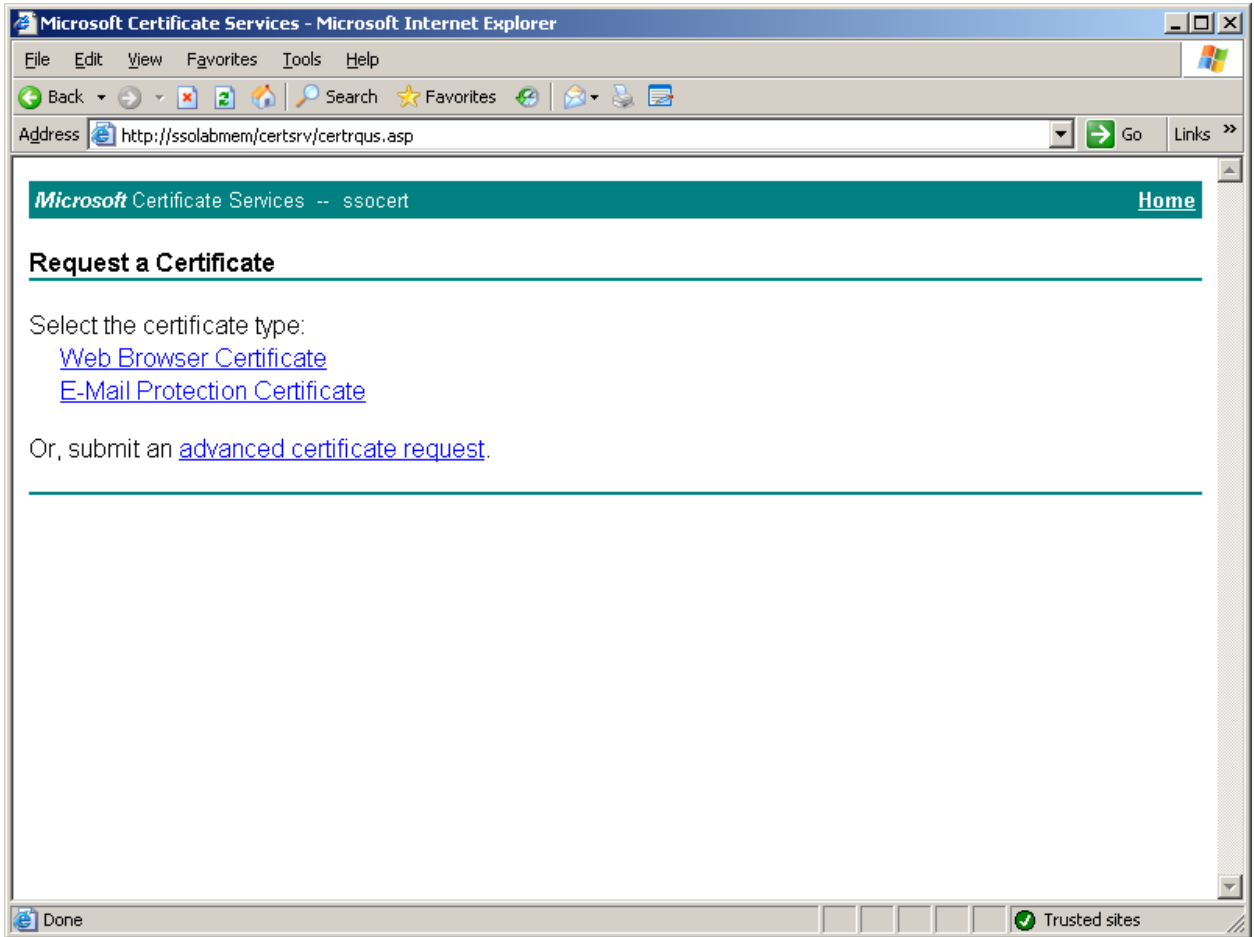 Microsoft Certificate Services - Microsoft Internet Explorer
File Edit View Favorites Tools Help
Back Search Favorites
Address http://ssolabmem/certsrv/certrqus.asp Go Links »
Microsoft Certificate Services -- ssocert Home
Request a Certificate
Select the certificate type:
Web Browser Certificate
E-Mail Protection Certificate
Or, submit an advanced certificate request.
Done Trusted sites